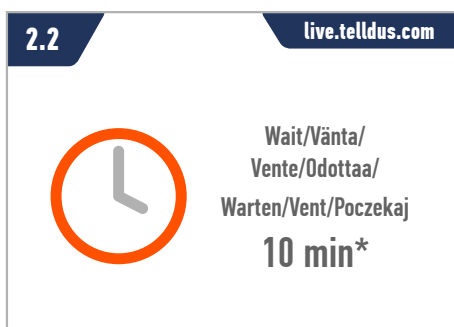 2.2
live.telldus.com
Wait/Vänta/
Vente/Odottaa/
Warten/Vent/Poczekaj
10 min*